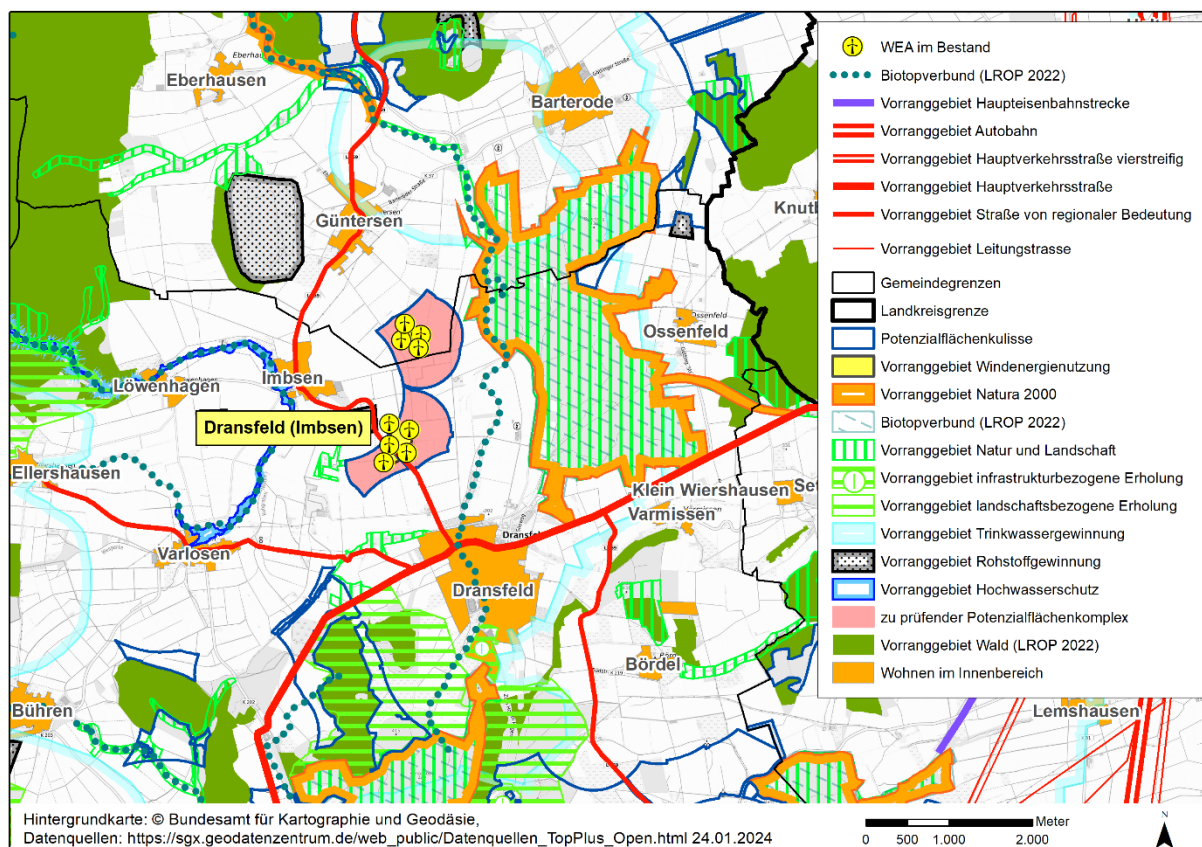 Eberhausen
Barterode
Güntersen
Knuth
Ossenfeld
Ossenfeld
Löwenhagen
Imbsen
Dransfeld (Imbsen)
Ellershausen
Klein Wiershausen
Varmissen
Varlosen
Dransfeld
Bördel
Bühren
Lemshausen
WEA im Bestand
Biotopverbund (LROP 2022)
Vorranggebiet Haupteisenbahnstrecke
Vorranggebiet Autobahn
Vorranggebiet Hauptverkehrsstraße vierstreifig
Vorranggebiet Hauptverkehrsstraße
Vorranggebiet Straße von regionaler Bedeutung
Vorranggebiet Leitungstrasse
Gemeindegrenzen
Landkreisgrenze
Potenzialflächenkulisse
Vorranggebiet Windenergienutzung
Vorranggebiet Natura 2000
Biotopverbund (LROP 2022)
Vorranggebiet Natur und Landschaft
Vorranggebiet infrastrukturbezogene Erholung
Vorranggebiet landschaftsbezogene Erholung
Vorranggebiet Trinkwassergewinnung
Vorranggebiet Rohstoffgewinnung
Vorranggebiet Hochwasserschutz
zu prüfender Potenzialflächenkomplex
Vorranggebiet Wald (LROP 2022)
Wohnen im Innenbereich
Hintergrundkarte: © Bundesamt für Kartographie und Geodäsie,
Datenquellen: https://sgx.geodatenzentrum.de/web_public/Datenquellen_TopPlus_Open.html 24.01.2024
Meter
0 500 1.000 2.000
N